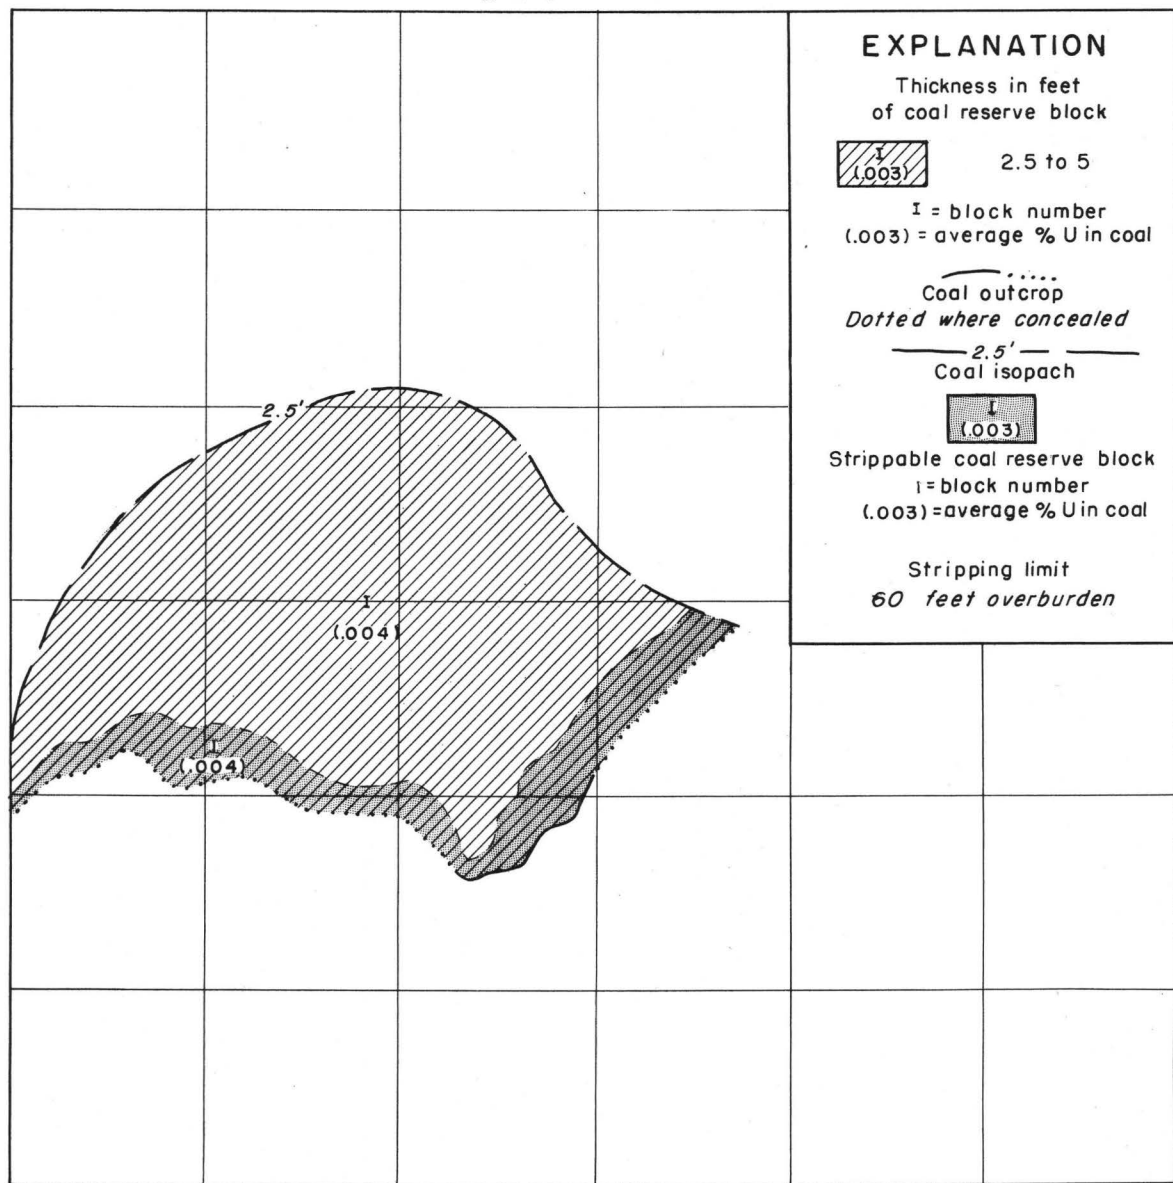 EXPLANATION
Thickness in feet
of coal reserve block
I
(.003)
2.5 to 5
I = block number
(.003) = average % U in coal
Coal outcrop
Dotted where concealed
2.5'
Coal isopach
I
(.003)
Strippable coal reserve block
I = block number
(.003) = average % U in coal
Stripping limit
60 feet overburden
2.5'
I
(.004)
I
(.004)